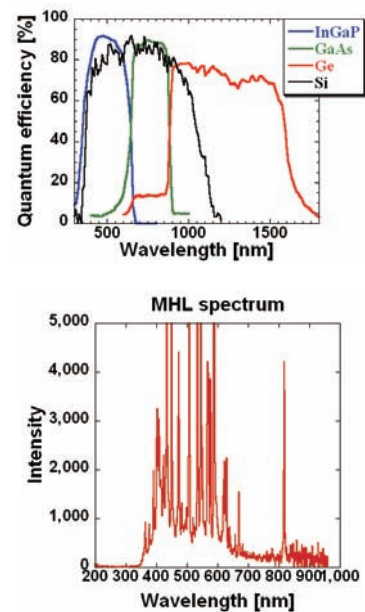 Quantum efficiency [%]
100
80
60
40
20
0
InGaP
GaAs
Ge
Si
500
1000
1500
Wavelength [nm]
MHL spectrum
Intensity
5,000
4,000
3,000
2,000
1,000
0
200 300 400 500 600 700 800 900 1,000
Wavelength [nm]